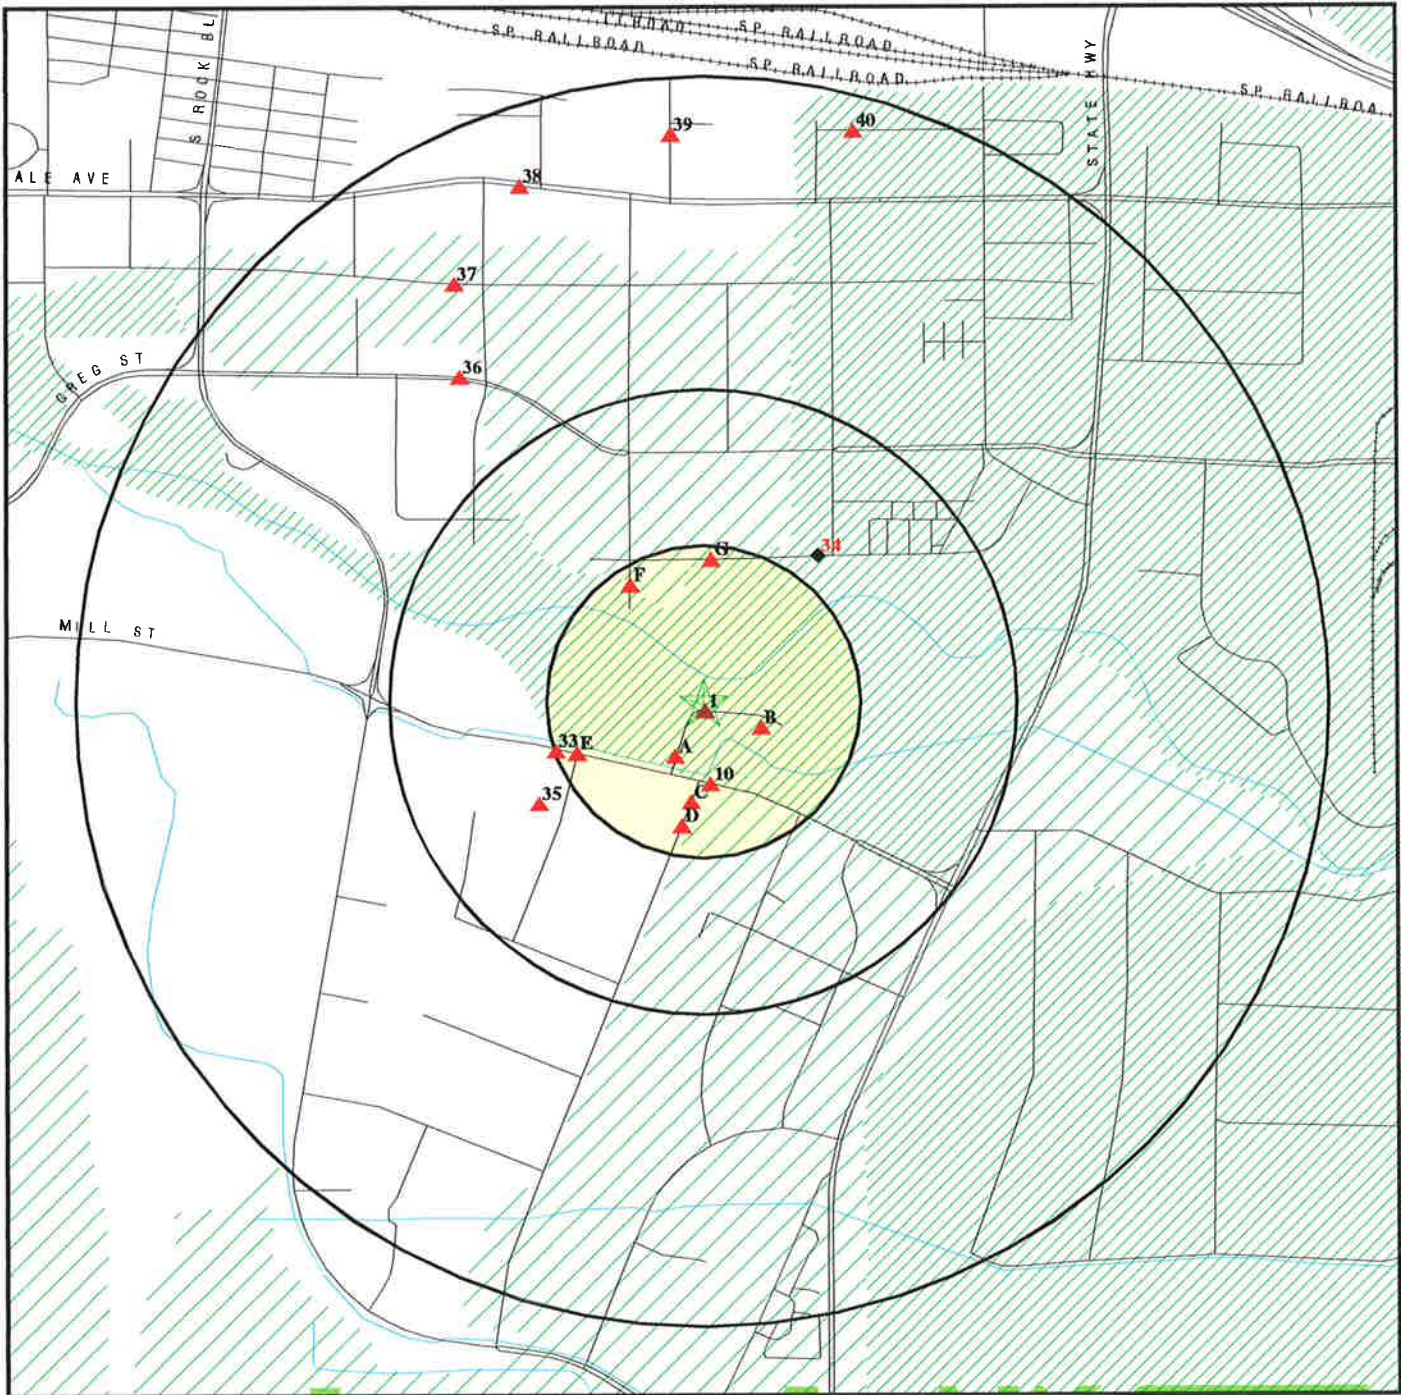 S ROCK BL
S.P. RAILROAD
S.P. RAILROAD
S.P. RAILROAD
STATE HWY
S.P. RAILROA
39
40
ALE AVE
38
37
GREG ST
36
34
G
F
MILL ST
1
B
33
E
A
10
35
C
D